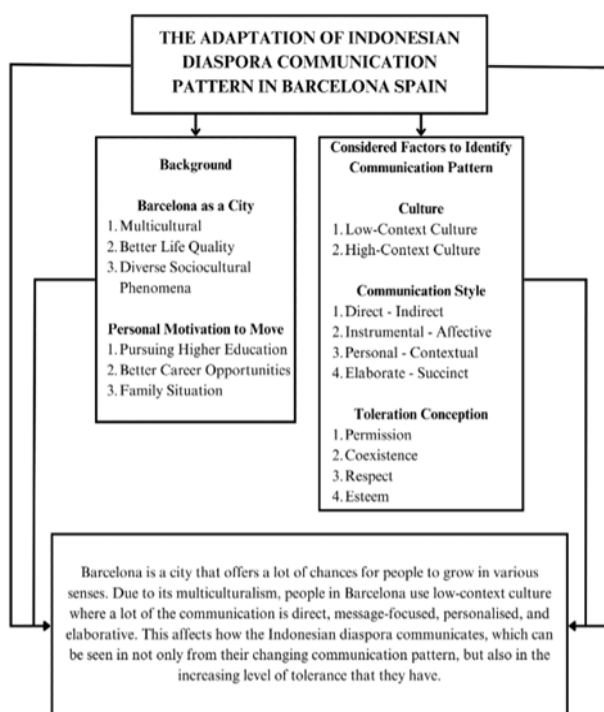 THE ADAPTATION OF INDONESIAN
DIASPORA COMMUNICATION
PATTERN IN BARCELONA SPAIN
Background
Barcelona as a City
1. Multicultural
2. Better Life Quality
3. Diverse Sociocultural
Phenomena
Personal Motivation to Move
1. Pursuing Higher Education
2. Better Career Opportunities
3. Family Situation
Considered Factors to Identify
Communication Pattern
Culture
1. Low-Context Culture
2. High-Context Culture
Communication Style
1. Direct - Indirect
2. Instrumental - Affective
3. Personal - Contextual
4. Elaborate - Succinct
Toleration Conception
1. Permission
2. Coexistence
3. Respect
4. Esteem
Barcelona is a city that offers a lot of chances for people to grow in various
senses. Due to its multiculturalism, people in Barcelona use low-context culture
where a lot of the communication is direct, message-focused, personalised, and
elaborative. This affects how the Indonesian diaspora communicates, which can
be seen in not only from their changing communication pattern, but also in the
increasing level of tolerance that they have.